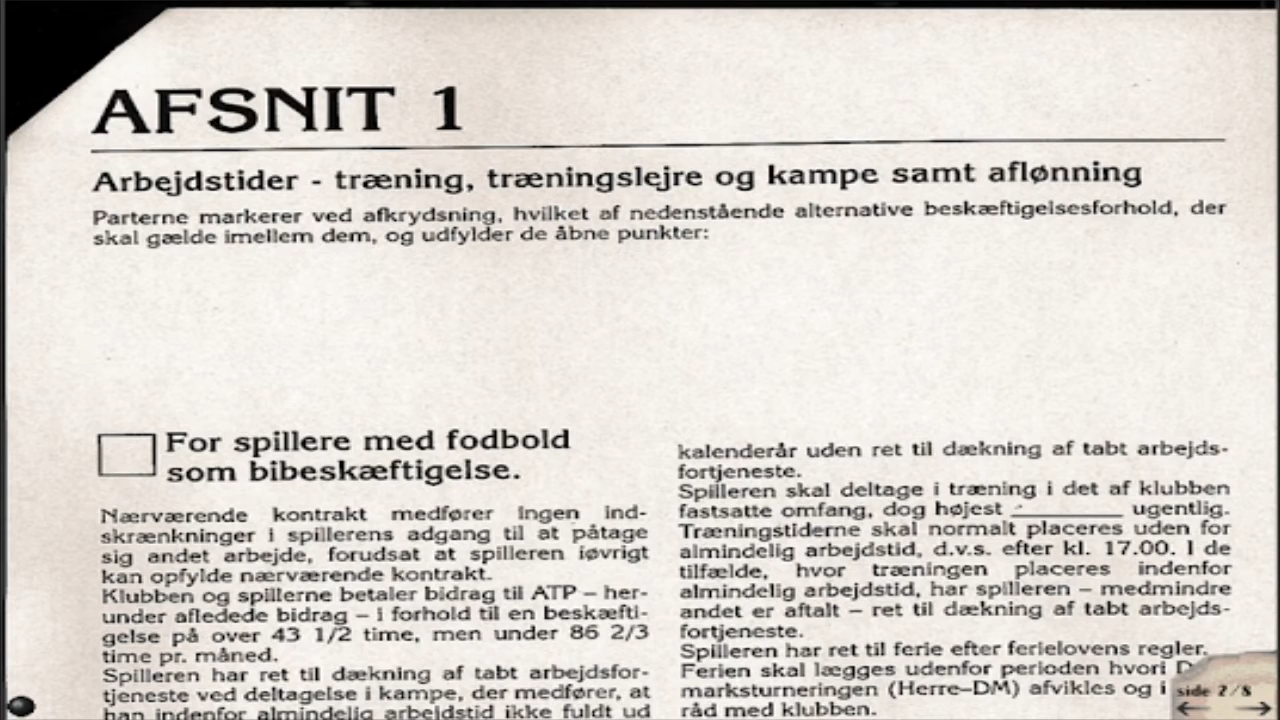 AFSNIT 1
Arbejdstider - træning, træningslejre og kampe samt aflønning
Parterne markerer ved afkrydsning, hvilket af nedenstående alternative beskæftigelsesforhold, der
skal gælde imellem dem, og udfylder de åbne punkter:
For spillere med fodbold
som bibeskæftigelse.
Nærværende kontrakt medfører ingen ind-
skrænkninger i spillerens adgang til at påtage
sig andet arbejde, forudsat at spilleren iøvrigt
kan opfylde nærværende kontrakt.
Klubben og spillerne betaler bidrag til ATP – her-
under afledede bidrag – i forhold til en beskæfti-
gelse på over 43 1/2 time, men under 86 2/3
time pr. måned.
Spilleren har ret til dækning af tabt arbejdsfor-
tjeneste ved deltagelse i kampe, der medfører, at
han indenfor almindelig arbejdstid ikke fuldt ud
kalenderår uden ret til dækning af tabt arbejds-
fortjeneste.
Spilleren skal deltage i træning i det af klubben
fastsatte omfang, dog højest ________ ugentlig.
Træningstiderne skal normalt placeres uden for
almindelig arbejdstid, d.v.s. efter kl. 17.00. I de
tilfælde, hvor træningen placeres indenfor
almindelig arbejdstid, har spilleren – medmindre
andet er aftalt – ret til dækning af tabt arbejds-
fortjeneste.
Spilleren har ret til ferie efter ferielovens regler.
Ferien skal lægges udenfor perioden hvori D
marksturneringen (Herre–DM) afvikles og i
råd med klubben.
side 2/8